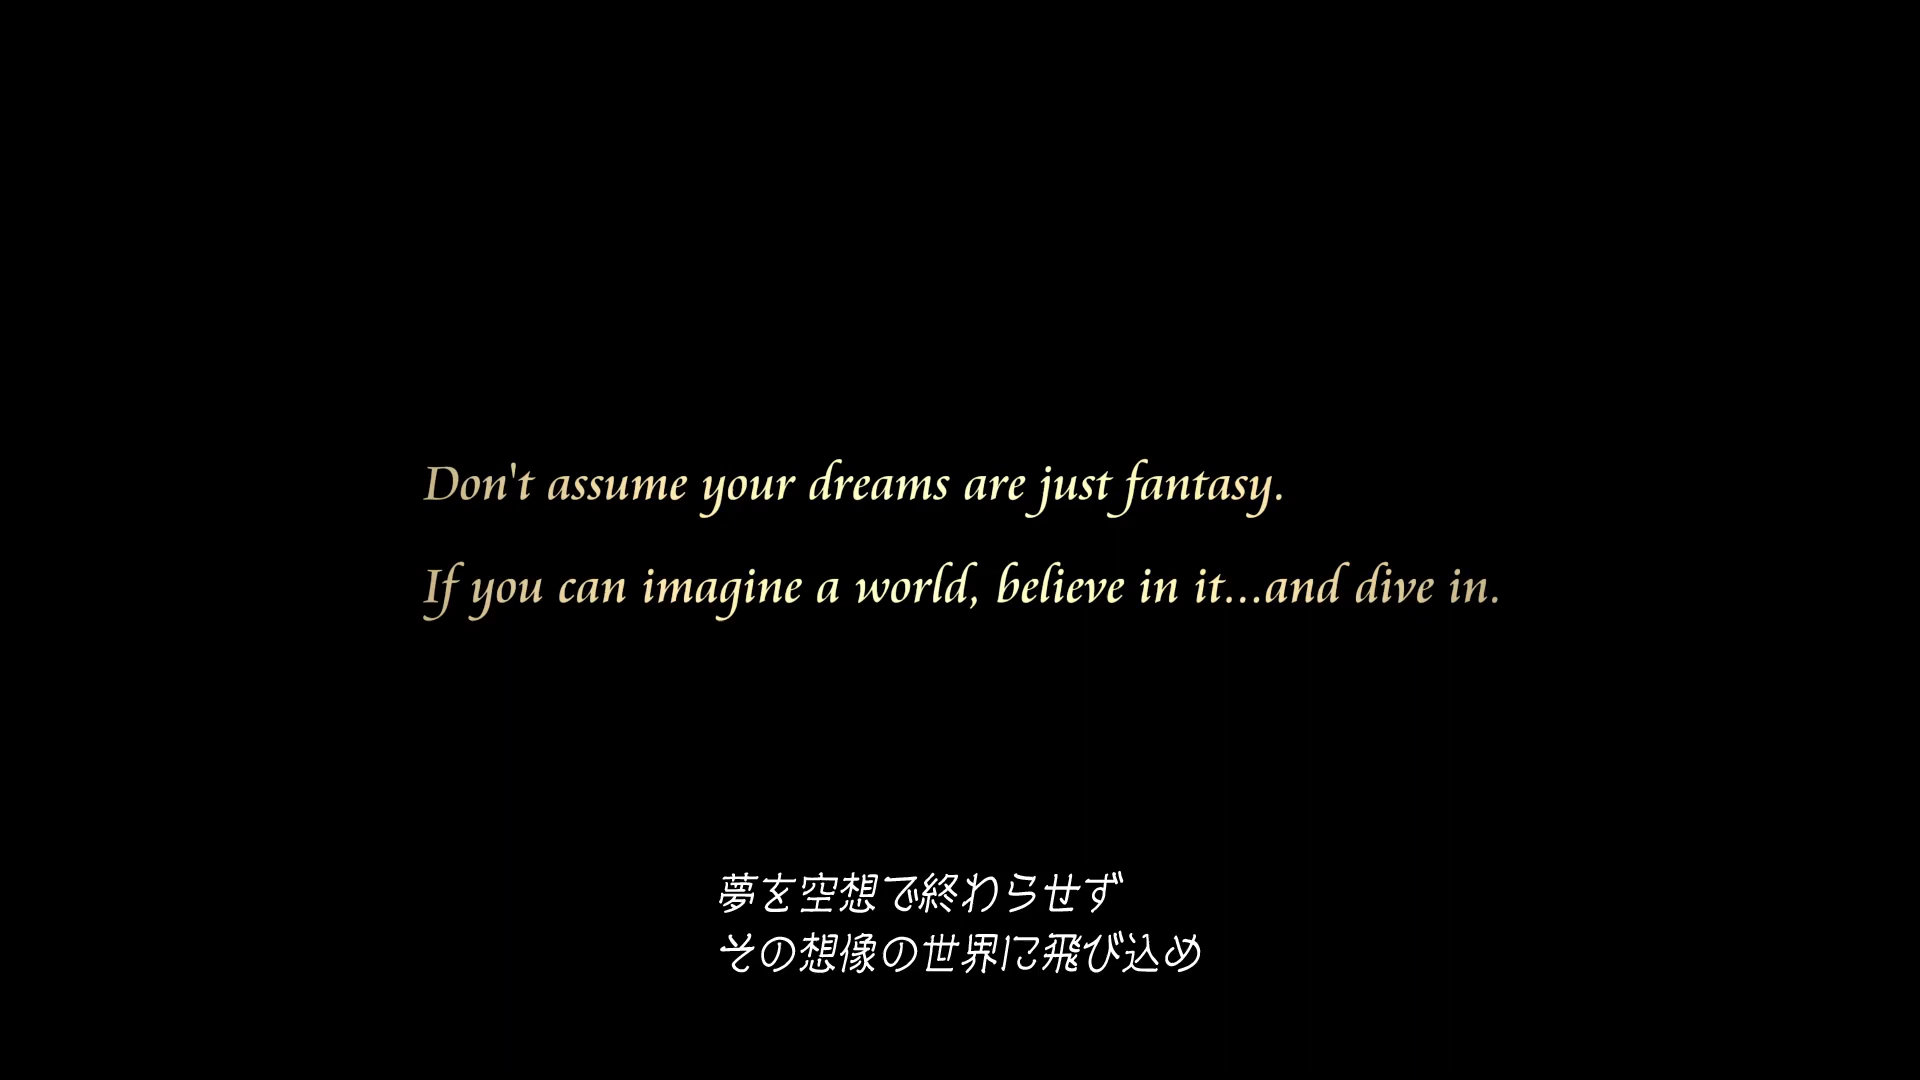 Don't assume your dreams are just fantasy.
If you can imagine a world, believe in it...and dive in.
夢を空想で終わらせず
その想像の世界に飛び込め